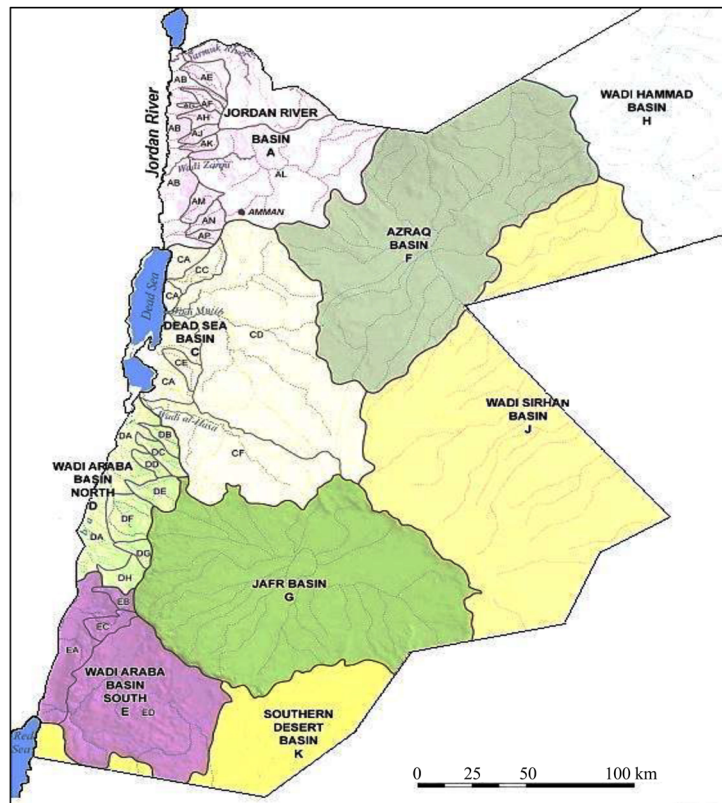 Yarmuk River
AB
AE
AF
AH
AB
AJ
AK
JORDAN RIVER
BASIN
A
Jordan River
Wadi Zarqa
AL
AB
AM
AN
AP
AMMAN
WADI HAMMAD
BASIN
H
AZRAQ
BASIN
F
CA
CC
CA
Dead Sea
DEAD SEA
BASIN
C
CD
CE
CA
Wadi al-Hasa
CF
WADI SIRHAN
BASIN
J
DA
DB
DC
DD
DE
WADI ARABA
BASIN
NORTH
D
DF
DA
DG
DH
JAFR BASIN
G
EB
EC
EA
WADI ARABA
BASIN
SOUTH
E
ED
SOUTHERN
DESERT
BASIN
K
Red
Sea
0 25 50 100 km